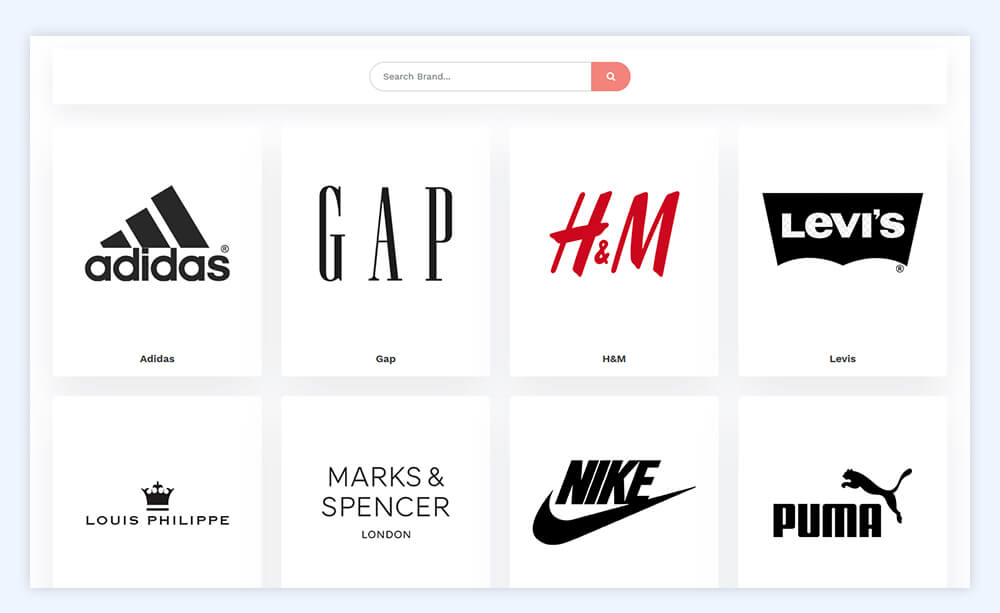 Search Brand...
adidas®
GAP
H&M
LEVI'S®
Adidas
Gap
H&M
Levis
LOUIS PHILIPPE
MARKS &
SPENCER
LONDON
NIKE
PUMA